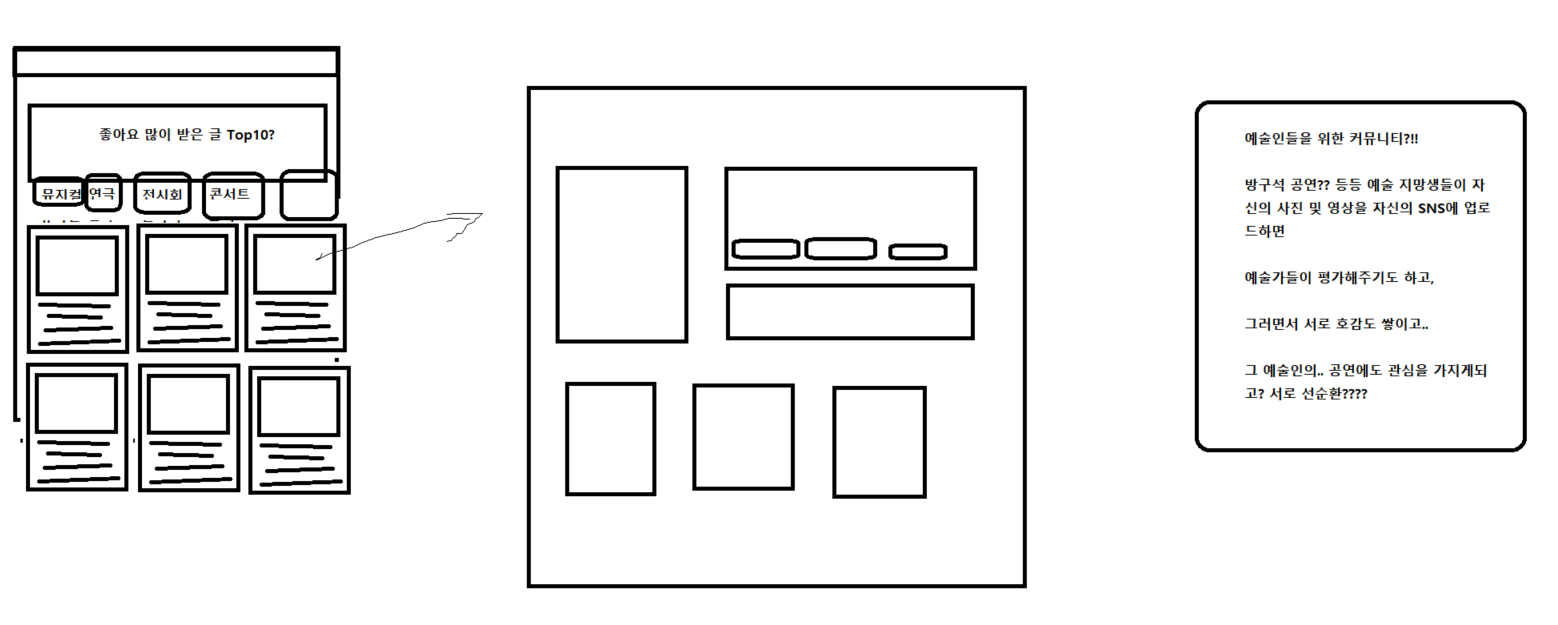 좋아요 많이 받은 글 Top10?
뮤지컬 연극 전시회 콘서트
예술인들을 위한 커뮤니티?!!
방구석 공연?? 등등 예술 지망생들이 자
신의 사진 및 영상을 자신의 SNS에 업로
드하면
예술가들이 평가해주기도 하고,
그러면서 서로 호감도 쌓이고..
그 예술인의.. 공연에도 관심을 가지게되
고? 서로 선순환????